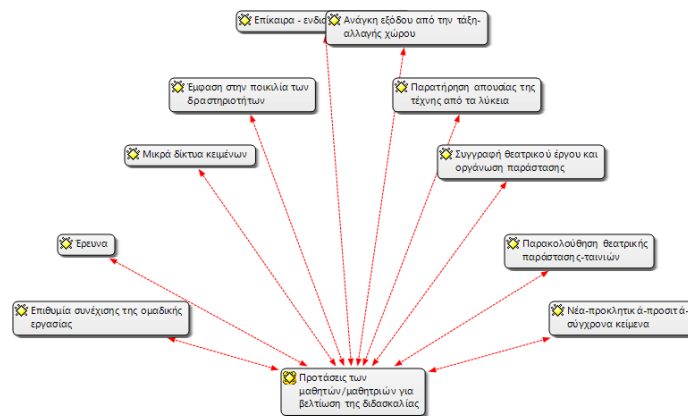 Επίκαιρα - ενδι
Ανάγκη εξόδου από την τάξη-
αλλαγής χώρου
Έμφαση στην ποικιλία των
δραστηριοτήτων
Παρατήρηση απουσίας της
τέχνης από τα λύκεια
Μικρά δίκτυα κειμένων
Συγγραφή θεατρικού έργου και
οργάνωση παράστασης
Έρευνα
Παρακολούθηση θεατρικής
παράστασης-ταινιών
Επιθυμία συνέχισης της ομαδικής
εργασίας
Νέα-προκλητικά-προσιτά-
σύγχρονα κείμενα
Προτάσεις των
μαθητών/μαθητριών για
βελτίωση της διδασκαλίας